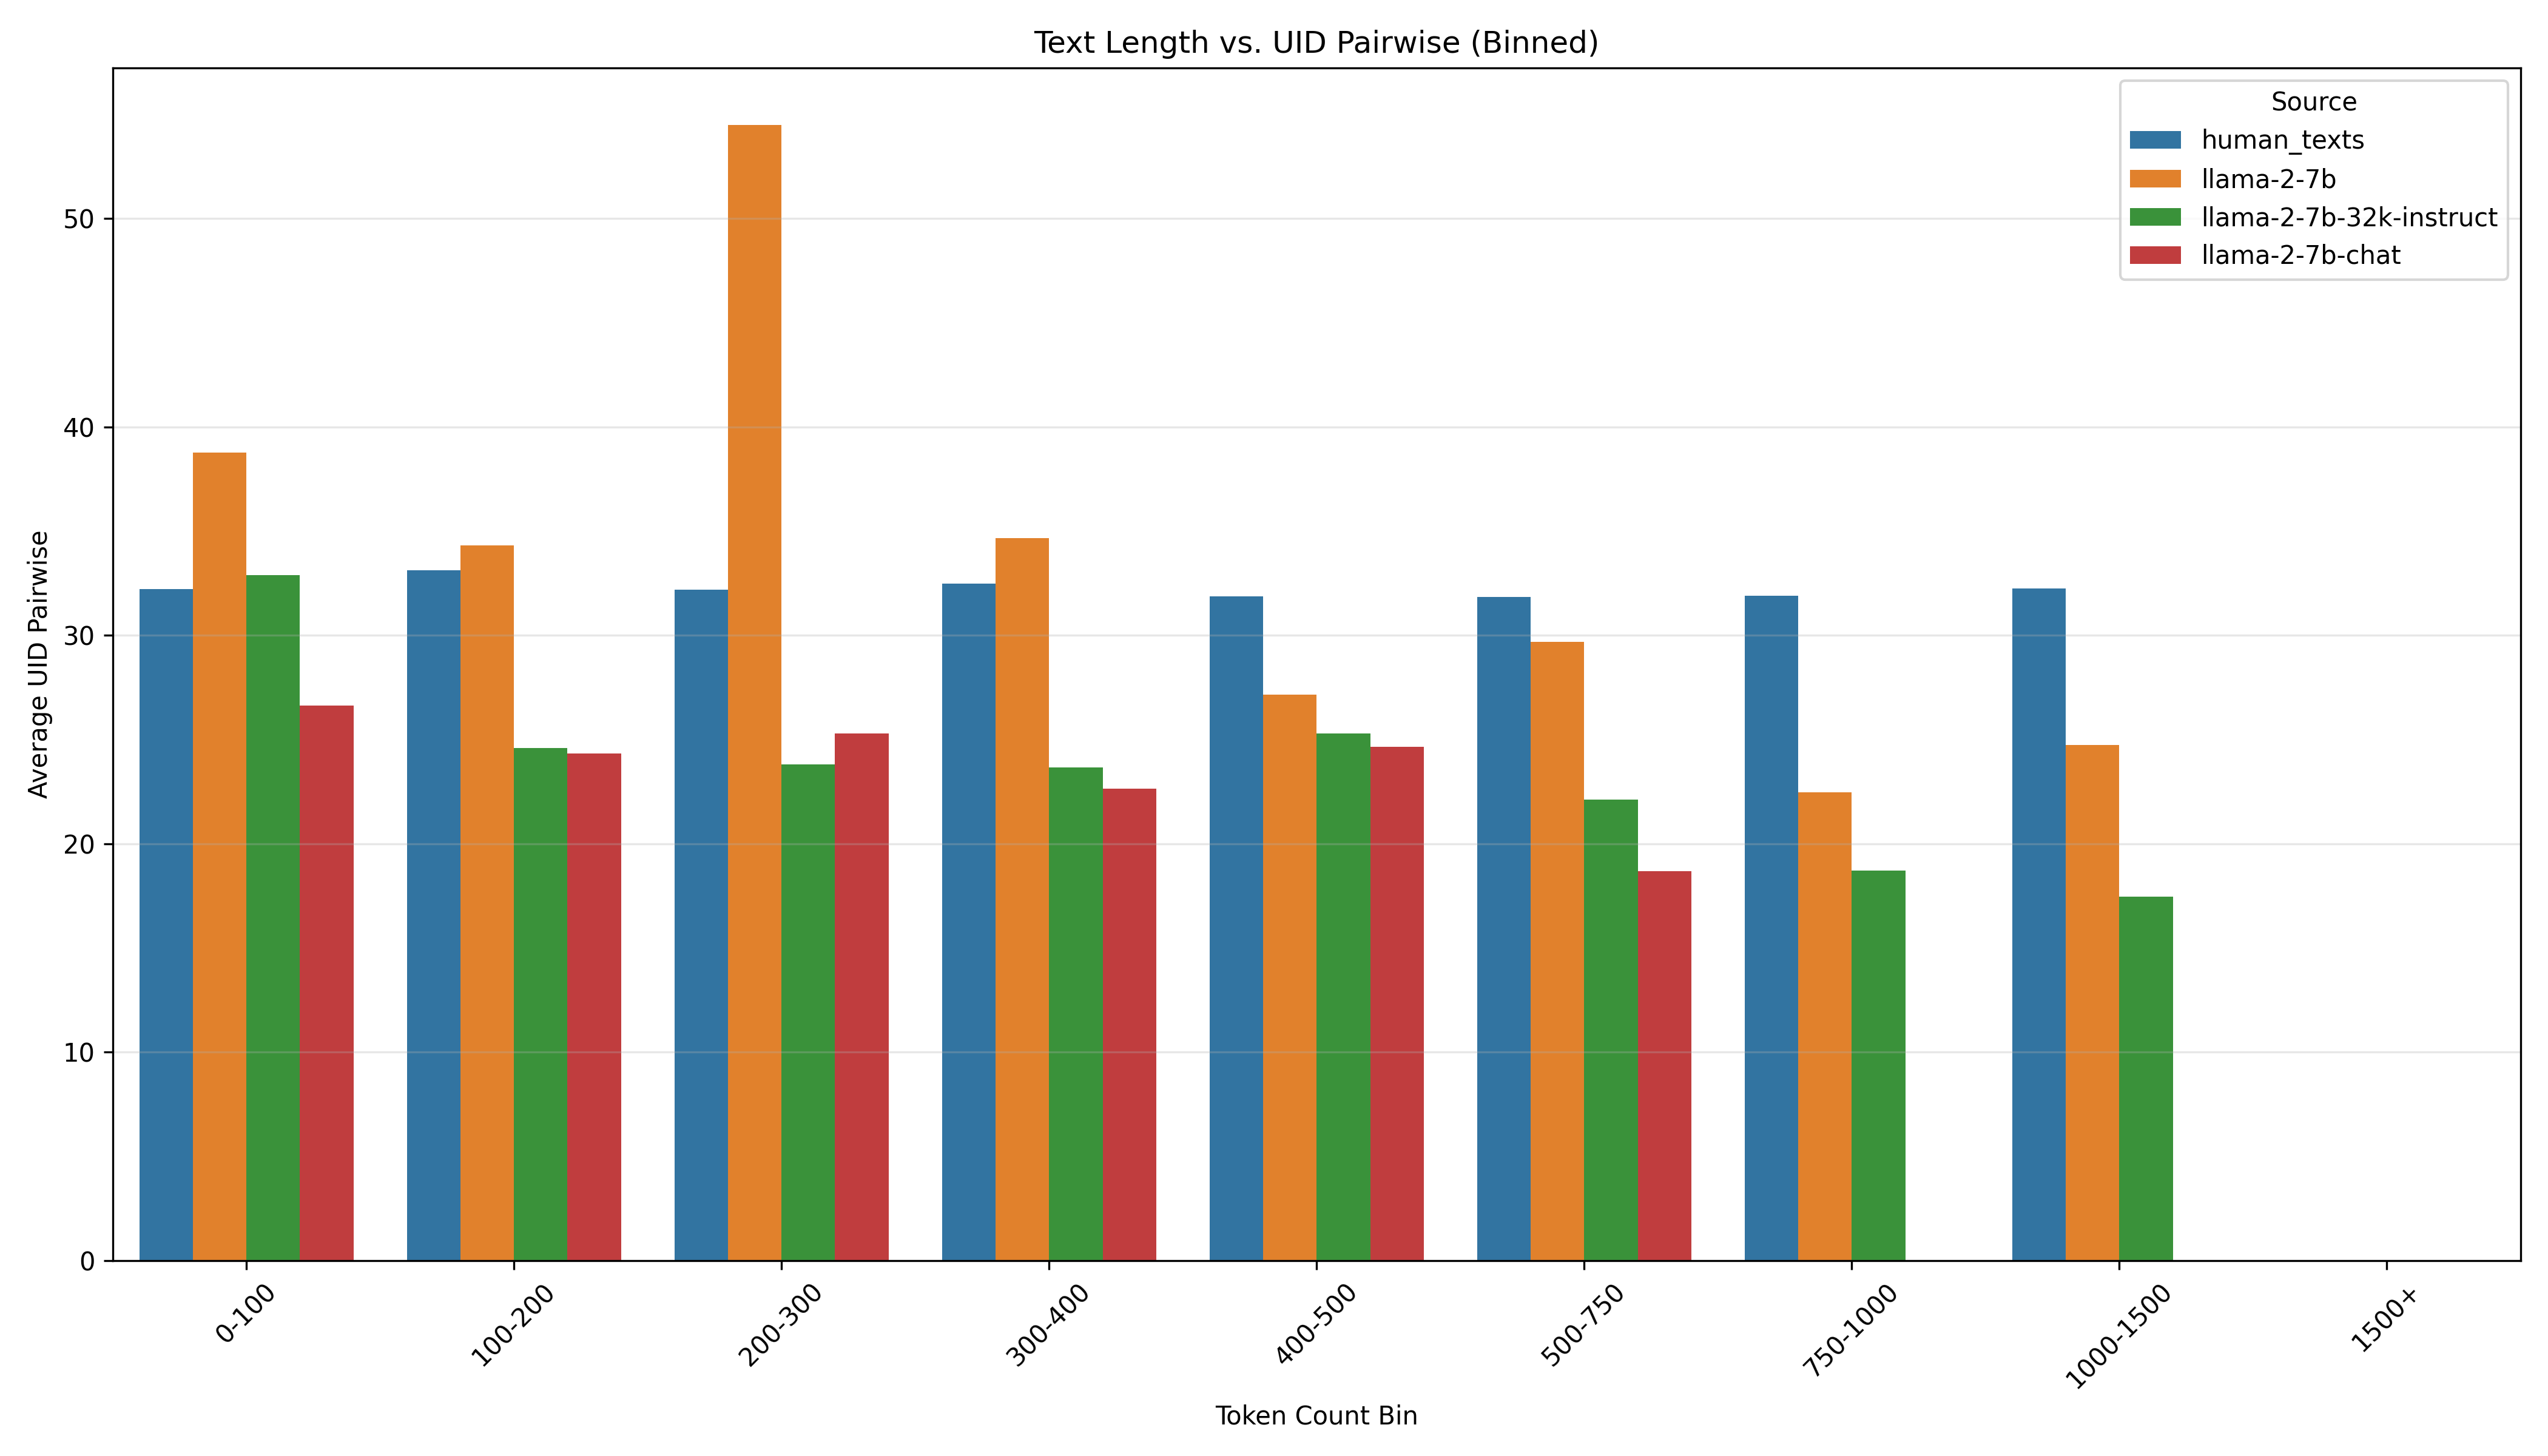 Text Length vs. UID Pairwise (Binned)
Source
human_texts
llama-2-7b
llama-2-7b-32k-instruct
llama-2-7b-chat
Average UID Pairwise
50
40
30
20
10
0
0-100
100-200
200-300
300-400
400-500
500-750
750-1000
1000-1500
1500+
Token Count Bin